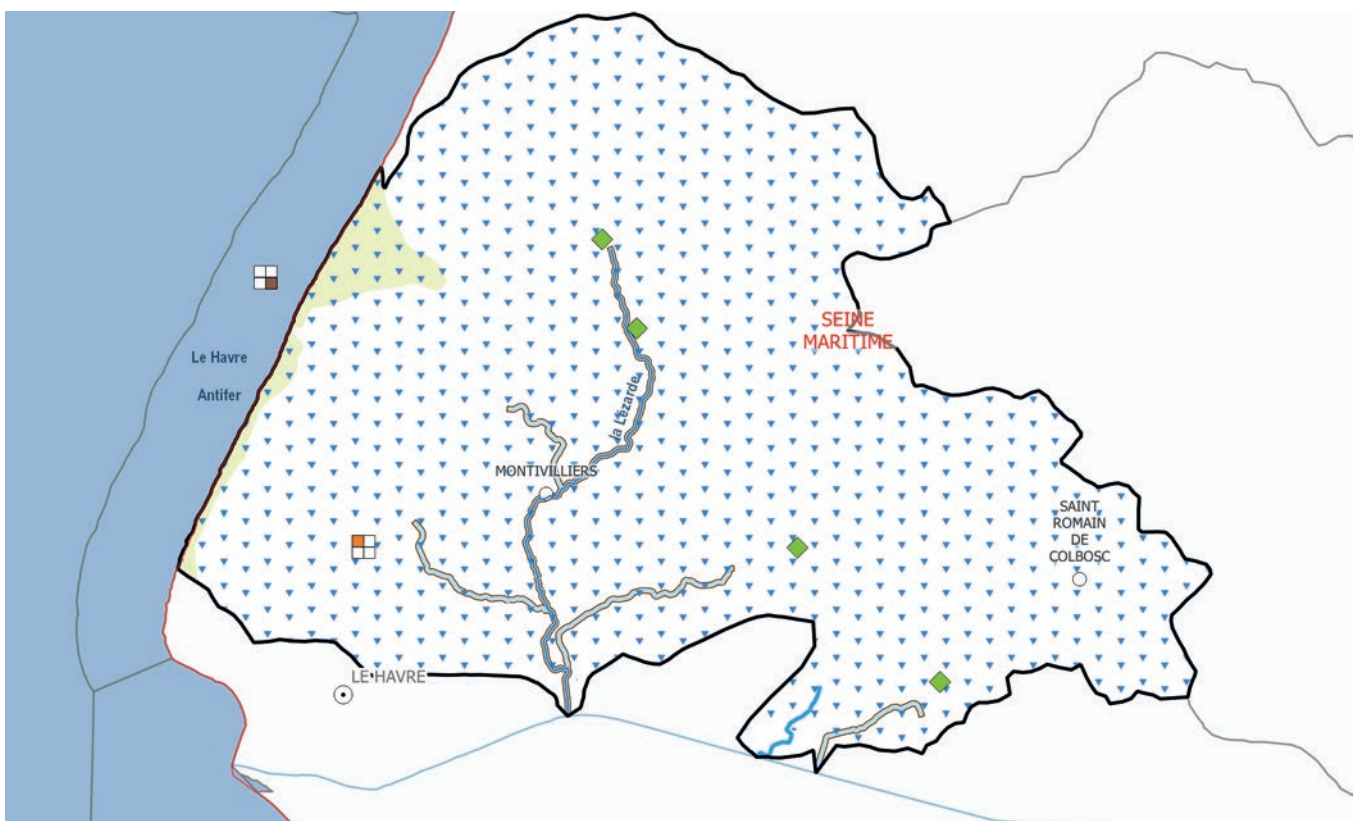 SEINE
MARITIME
Le Havre
Antifer
la Lézarde
MONTIVILLIERS
SAINT
ROMAIN
DE
COLBOSC
LE HAVRE